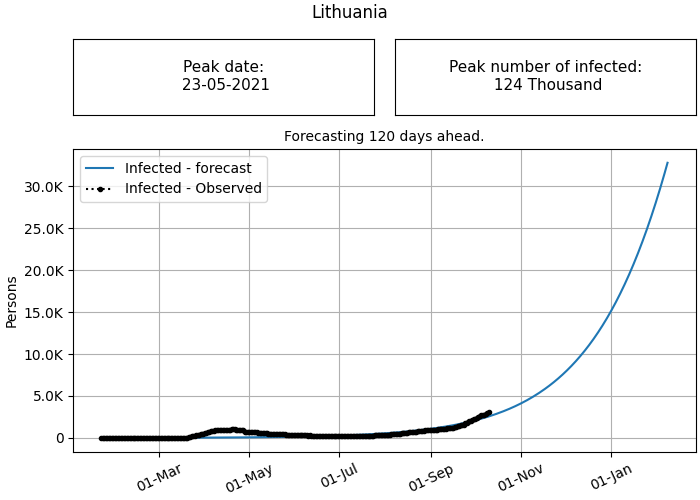 Lithuania
Peak date:
23-05-2021
Peak number of infected:
124 Thousand
Forecasting 120 days ahead.
Infected - forecast
Infected - Observed
30.0K
25.0K
20.0K
15.0K
10.0K
5.0K
0
Persons
01-Mar
01-May
01-Jul
01-Sep
01-Nov
01-Jan